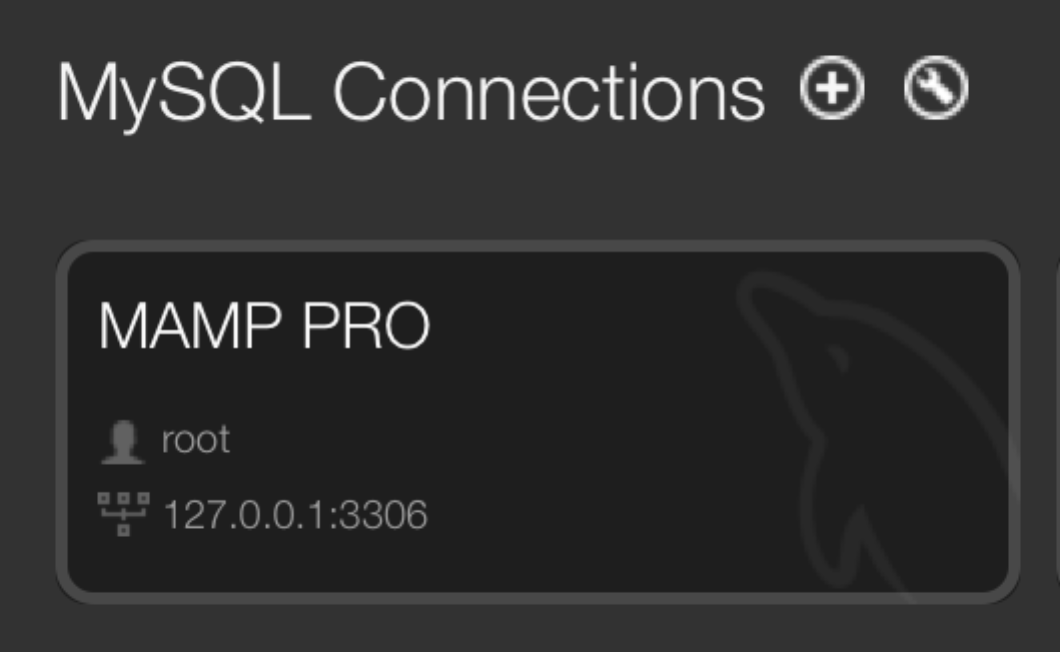 MySQL Connections
MAMP PRO
root
127.0.0.1:3306